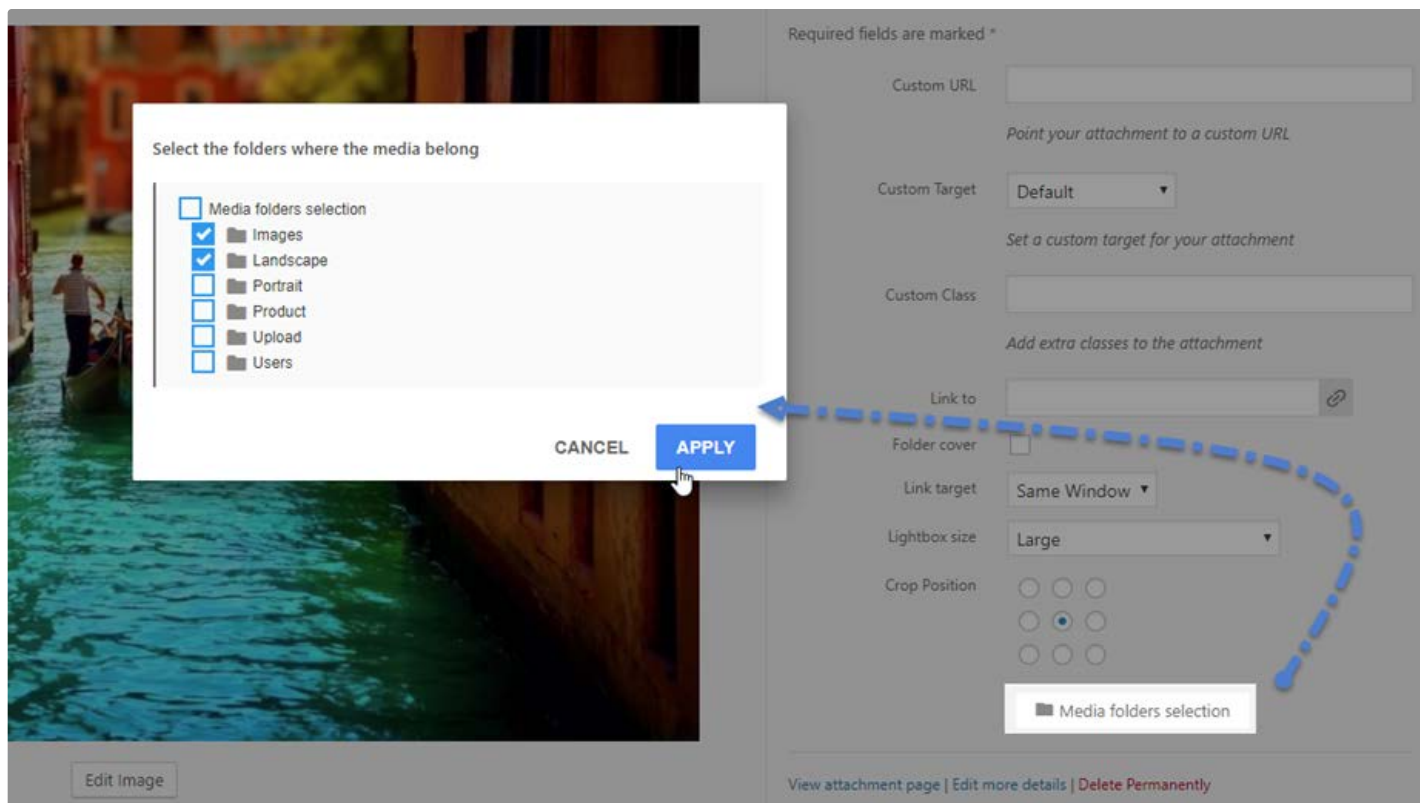 Select the folders where the media belong
Media folders selection
Images
Landscape
Portrait
Product
Upload
Users
CANCEL APPLY
Edit Image
Required fields are marked *
Custom URL
Point your attachment to a custom URL
Custom Target Default
Set a custom target for your attachment
Custom Class
Add extra classes to the attachment
Link to
Folder cover
Link target Same Window
Lightbox size Large
Crop Position
Media folders selection
View attachment page | Edit more details | Delete Permanently